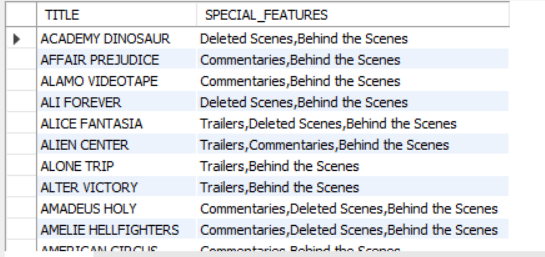 TITLE SPECIAL_FEATURES
ACADEMY DINOSAUR Deleted Scenes,Behind the Scenes
AFFAIR PREJUDICE Commentaries,Behind the Scenes
ALAMO VIDEOTAPE Commentaries,Behind the Scenes
ALI FOREVER Deleted Scenes,Behind the Scenes
ALICE FANTASIA Trailers,Deleted Scenes,Behind the Scenes
ALIEN CENTER Trailers,Commentaries,Behind the Scenes
ALONE TRIP Trailers,Behind the Scenes
ALTER VICTORY Trailers,Behind the Scenes
AMADEUS HOLY Commentaries,Deleted Scenes,Behind the Scenes
AMELIE HELLFIGHTERS Commentaries,Deleted Scenes,Behind the Scenes
AMERICAN CIRCUS Commentaries,Behind the Scenes